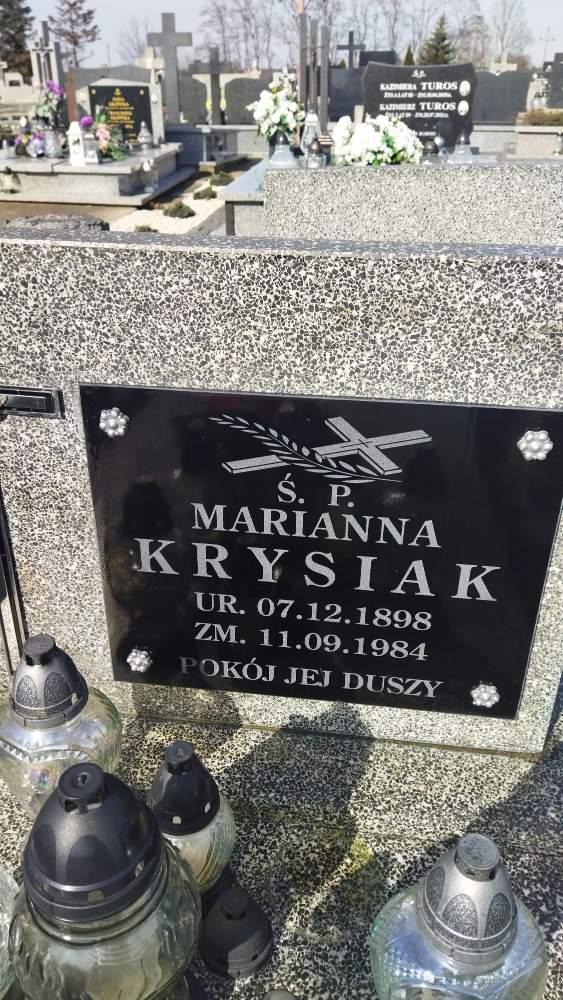 Ś. P.
KAZIMIERA TUROS
KAZIMIERZ TUROS
Ś. P.
MARIANNA
KRYSIAK
UR. 07.12.1898
ZM. 11.09.1984
POKÓJ JEJ DUSZY